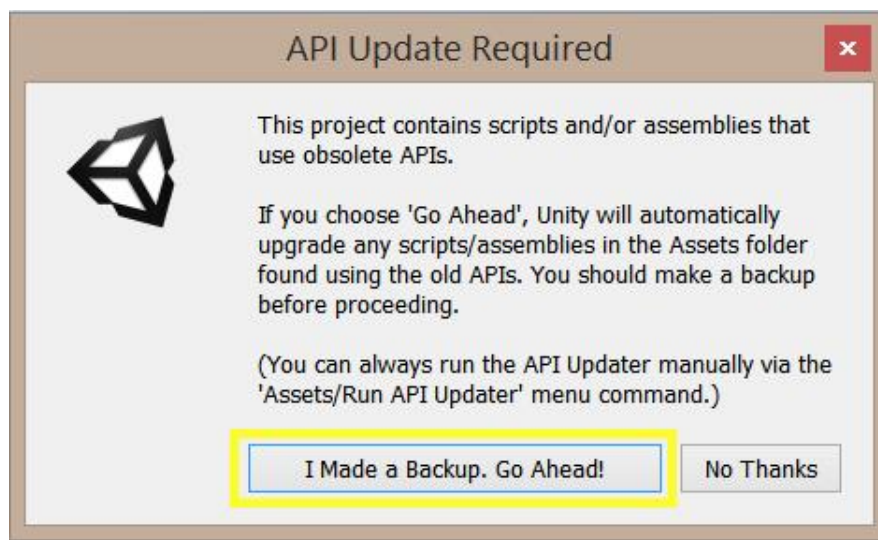 API Update Required
This project contains scripts and/or assemblies that
use obsolete APIs.
If you choose 'Go Ahead', Unity will automatically
upgrade any scripts/assemblies in the Assets folder
found using the old APIs. You should make a backup
before proceeding.
(You can always run the API Updater manually via the
'Assets/Run API Updater' menu command.)
I Made a Backup. Go Ahead!
No Thanks